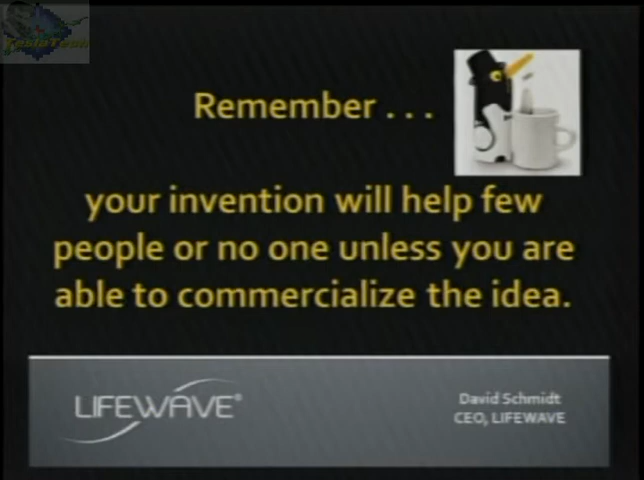 TeslaTech
Remember . . .
your invention will help few
people or no one unless you are
able to commercialize the idea.
LIFEWAVE®
David Schmidt
CEO, LIFEWAVE